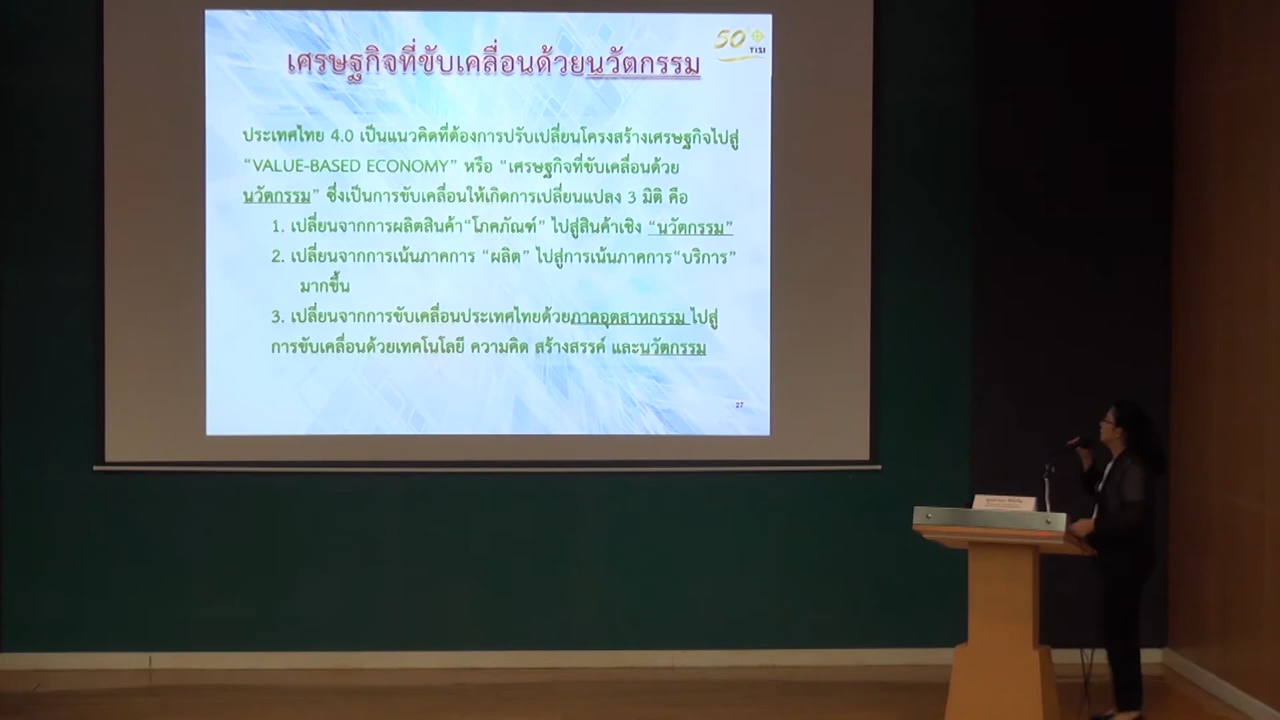 50 TISI
เศรษฐกิจที่ขับเคลื่อนด้วยนวัตกรรม
ประเทศไทย 4.0 เป็นแนวคิดที่ต้องการปรับเปลี่ยนโครงสร้างเศรษฐกิจไปสู่
“VALUE-BASED ECONOMY” หรือ “เศรษฐกิจที่ขับเคลื่อนด้วย
นวัตกรรม” ซึ่งเป็นการขับเคลื่อนให้เกิดการเปลี่ยนแปลง 3 มิติ คือ
1. เปลี่ยนจากการผลิตสินค้า“โภคภัณฑ์” ไปสู่สินค้าเชิง “นวัตกรรม”
2. เปลี่ยนจากการเน้นภาคการ “ผลิต” ไปสู่การเน้นภาคการ“บริการ”
มากขึ้น
3. เปลี่ยนจากการขับเคลื่อนประเทศไทยด้วยภาคอุตสาหกรรม ไปสู่
การขับเคลื่อนด้วยเทคโนโลยี ความคิด สร้างสรรค์ และนวัตกรรม
27